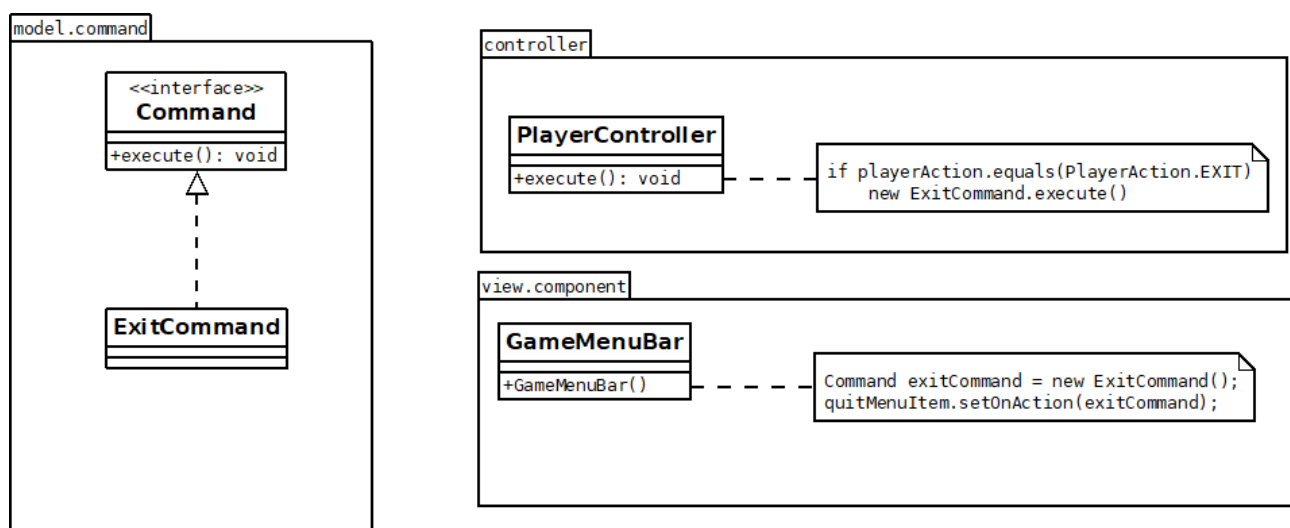 model.command
<<interface>>
Command
+execute(): void
ExitCommand
controller
PlayerController
+execute(): void
if playerAction.equals(PlayerAction.EXIT)
new ExitCommand.execute()
view.component
GameMenuBar
+GameMenuBar()
Command exitCommand = new ExitCommand();
quitMenuItem.setOnAction(exitCommand);